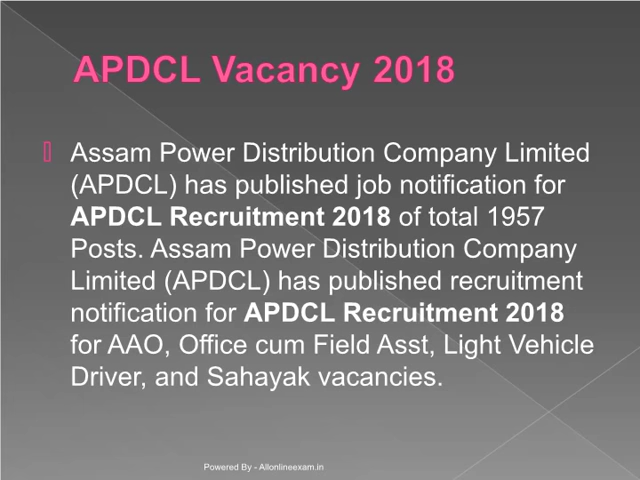 APDCL Vacancy 2018
Assam Power Distribution Company Limited
(APDCL) has published job notification for
APDCL Recruitment 2018 of total 1957
Posts. Assam Power Distribution Company
Limited (APDCL) has published recruitment
notification for APDCL Recruitment 2018
for AAO, Office cum Field Asst, Light Vehicle
Driver, and Sahayak vacancies.
Powered By - Allonlineexam.in